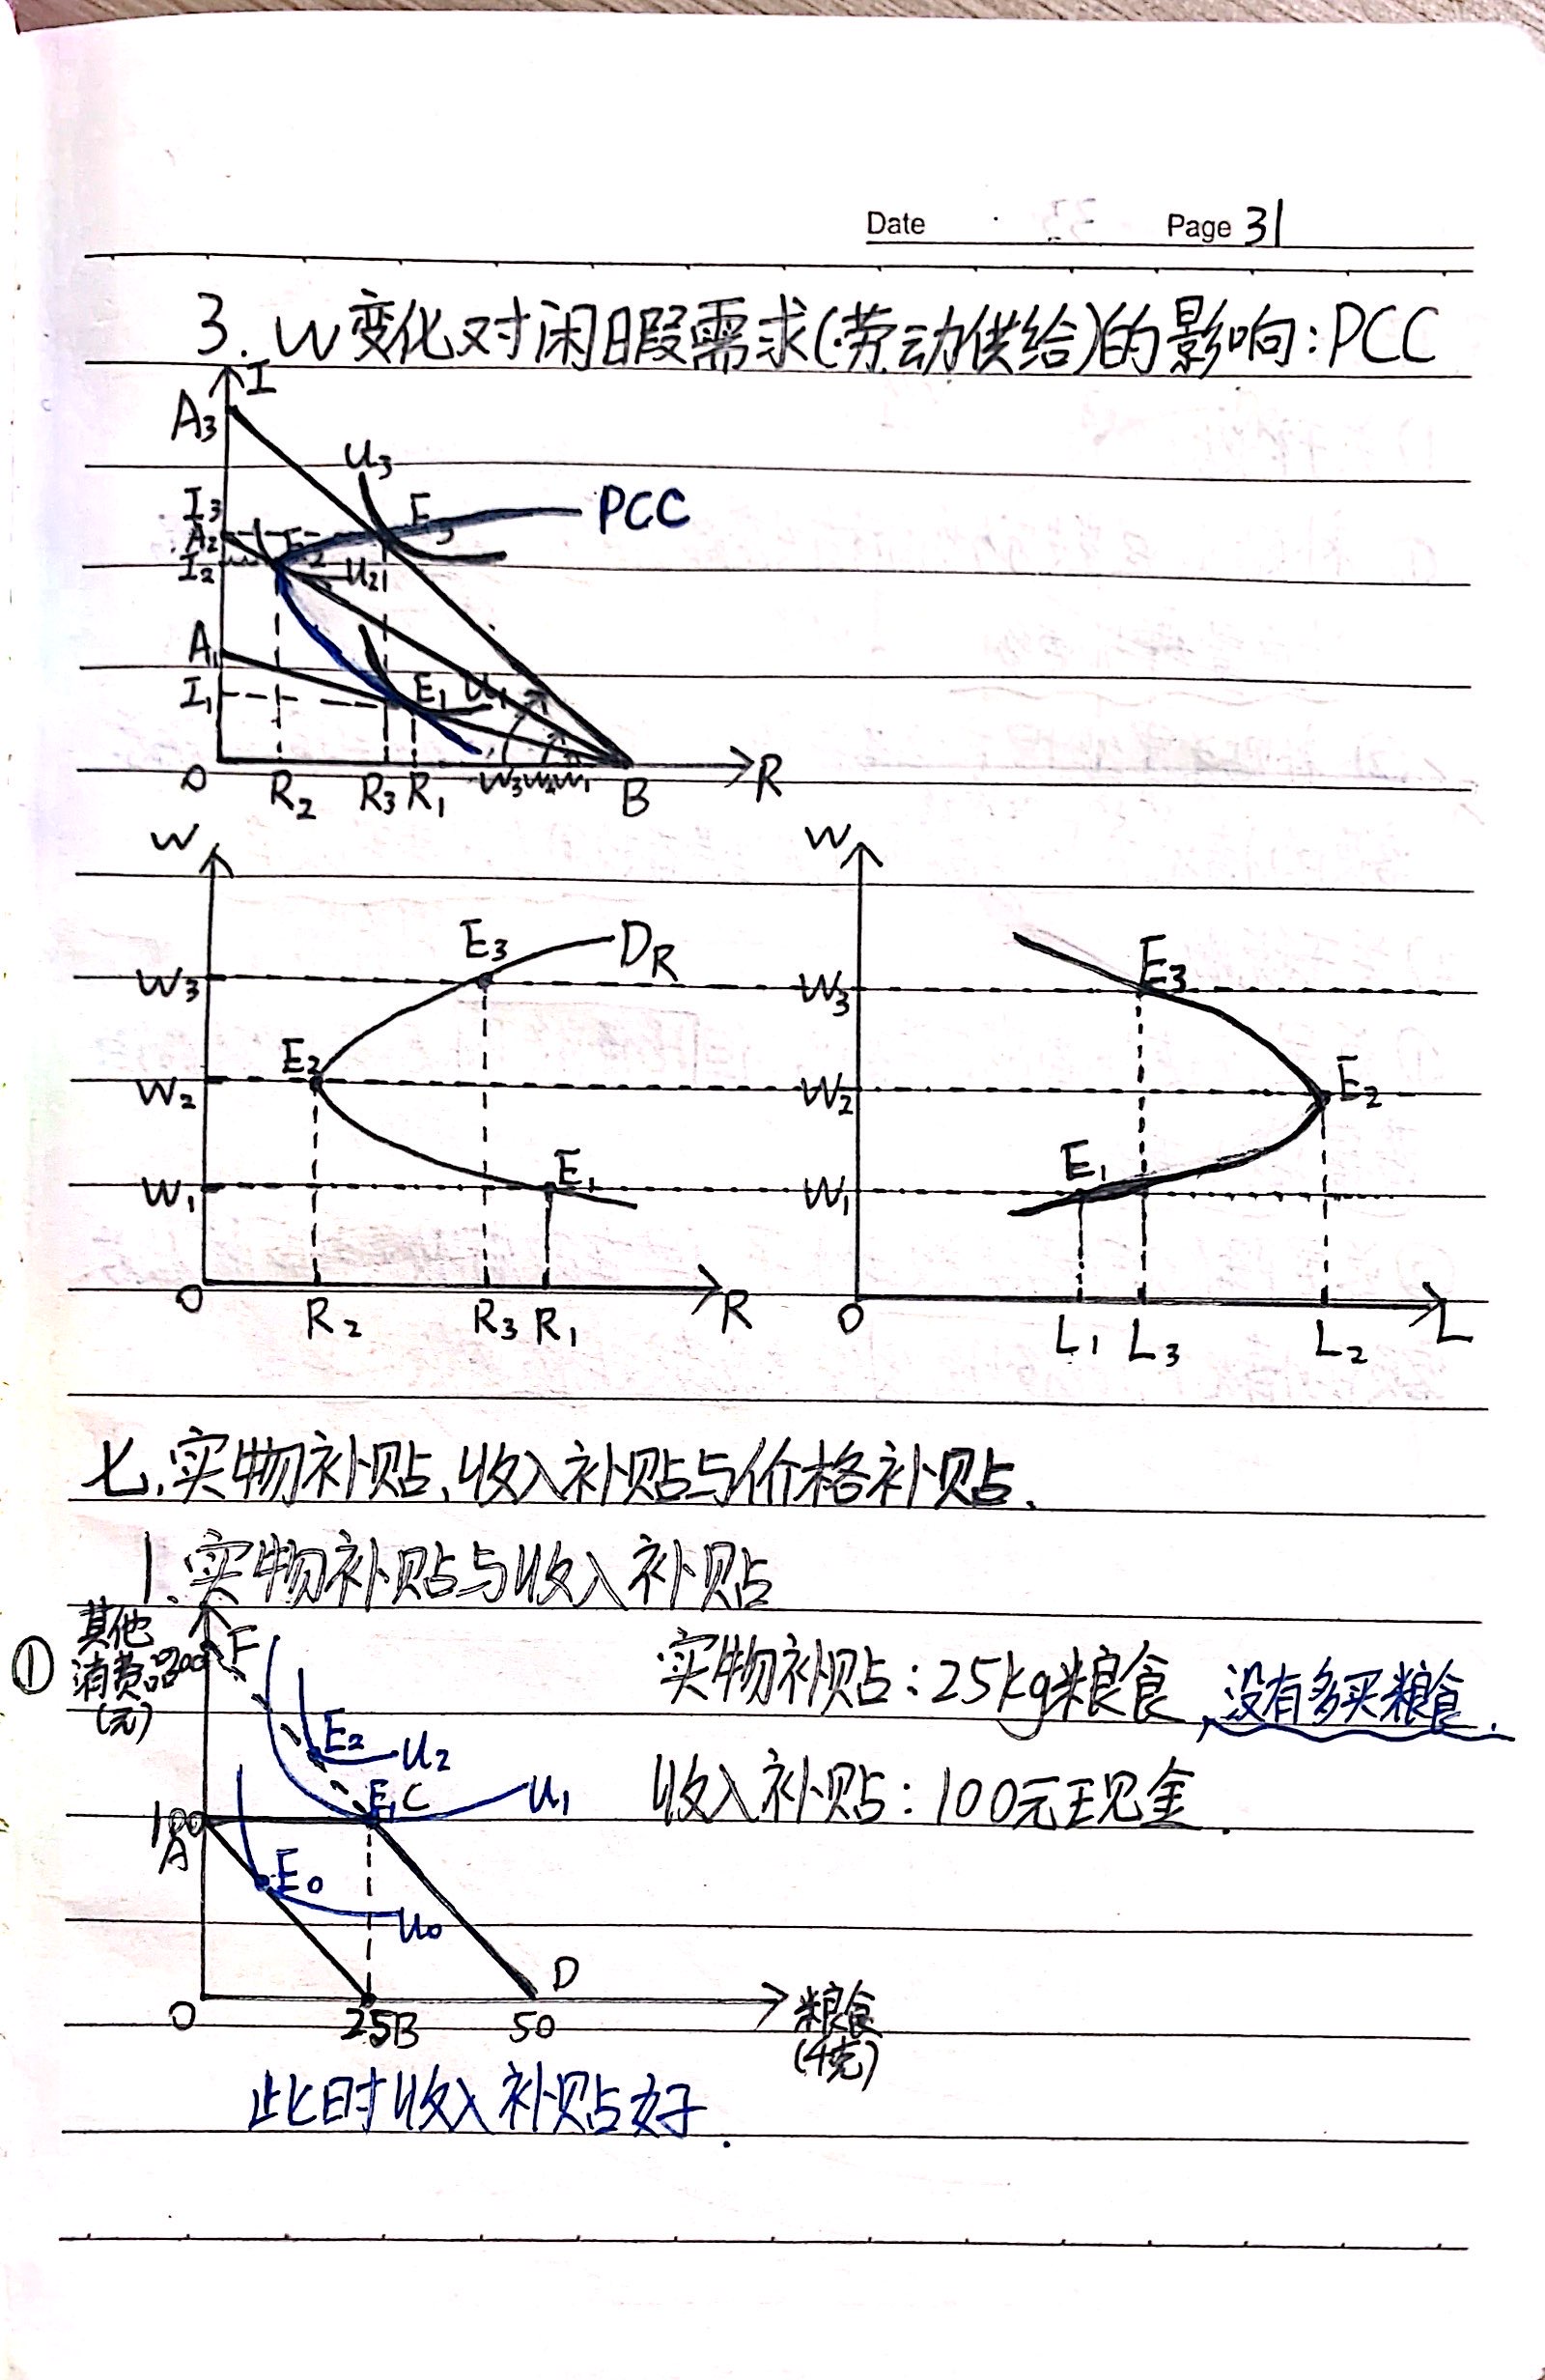 Date Page 31
3. W变化对闲暇需求(劳动供给)的影响:PCC
I
A3
U3
I3 E3 PCC
A2 E2
I2 U2
A1
I1 E1 U1
O R2 R3 R1 W3 W2 W1 B R
W W
E3 DR E3
W3 W3
E2 E2
W2 W2
E1 E1
W1 W1
O R2 R3 R1 R O L1 L3 L2 L
七.实物补贴、收入补贴与价格补贴.
1.实物补贴与收入补贴
① 其他消费品(元) 200 F
实物补贴:25kg粮食,没有多买粮食.
E2 U2
收入补贴:100元现金.
100 E1 C U1
A
E0
U0
D
O 25B 50 粮食
(千克)
此时收入补贴好.